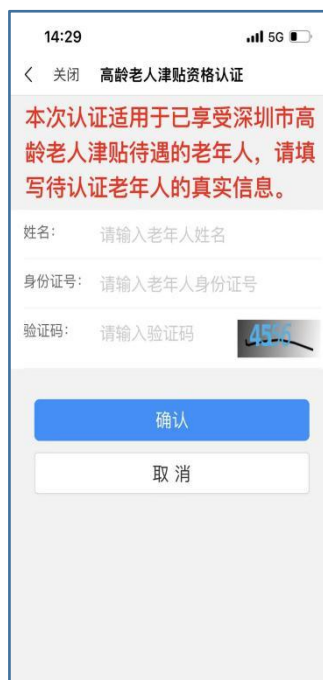 14:29 5G
关闭 高龄老人津贴资格认证
本次认证适用于已享受深圳市高
龄老人津贴待遇的老年人，请填
写待认证老年人的真实信息。
姓名: 请输入老年人姓名
身份证号: 请输入老年人身份证号
验证码: 请输入验证码
确认
取消